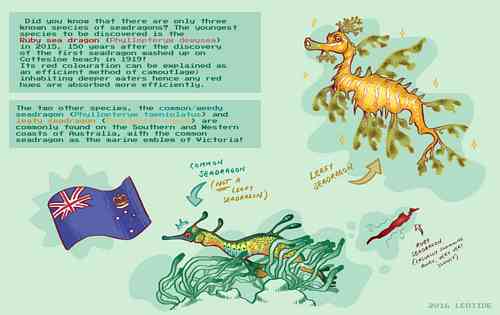 Did you know that there are only three
known species of seadragons? The youngest
species to be discovered is the
Ruby sea dragon (Phyllopteryx dewysea)
in 2015, 150 years after the discovery
of the first seadragon washed up on
Cottesloe beach in 1919!
Its red colouration can be explained as
an efficient method of camouflage)
inhabiting deeper waters hence any red
hues are absorbed more efficiently.
The two other species, the common/weedy
seadragon (Phyllopteryx taeniolatus) and
leafy seadragon () are
commonly found on the Southern and Western
coasts of Australia, with the common
seadragon as the marine emblem of Victoria!
COMMON
SEADRAGON
(NOT A
LEAFY
SEADRAGON)
LEAFY
SEADRAGON
RUBY
SEADRAGON
VERY, VERY
2016 LEOTIDE